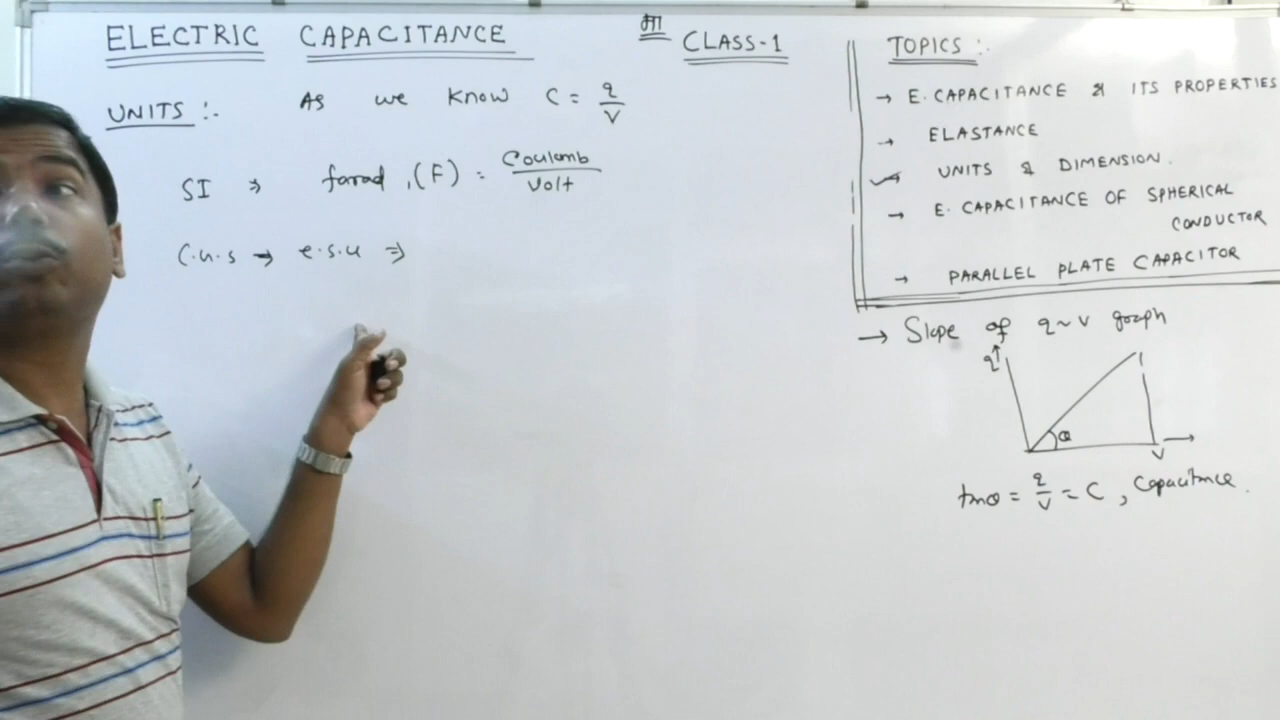 ELECTRIC CAPACITANCE
मा
CLASS-1
UNITS :-
As we know C = q/V
SI ⇒ farad, (F) = Coulomb/Volt
C.G.S → e.s.u ⇒
TOPICS :-
→ E. CAPACITANCE & ITS PROPERTIES
→ ELASTANCE
✓ UNITS & DIMENSION.
→ E. CAPACITANCE OF SPHERICAL
CONDUCTOR
→ PARALLEL PLATE CAPACITOR
→ Slope of q~v graph
q↑
θ
V
tanθ = q/V = C, Capacitance.